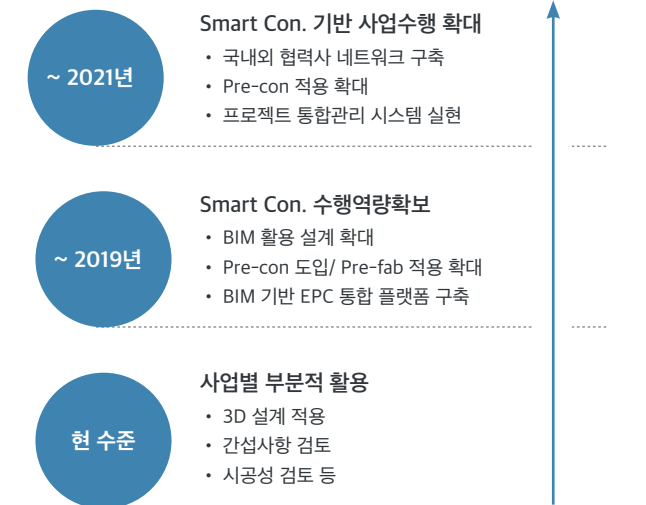 Smart Con. 기반 사업수행 확대
~ 2021년
• 국내외 협력사 네트워크 구축
• Pre-con 적용 확대
• 프로젝트 통합관리 시스템 실현
Smart Con. 수행역량확보
~ 2019년
• BIM 활용 설계 확대
• Pre-con 도입/ Pre-fab 적용 확대
• BIM 기반 EPC 통합 플랫폼 구축
사업별 부분적 활용
현 수준
• 3D 설계 적용
• 간섭사항 검토
• 시공성 검토 등